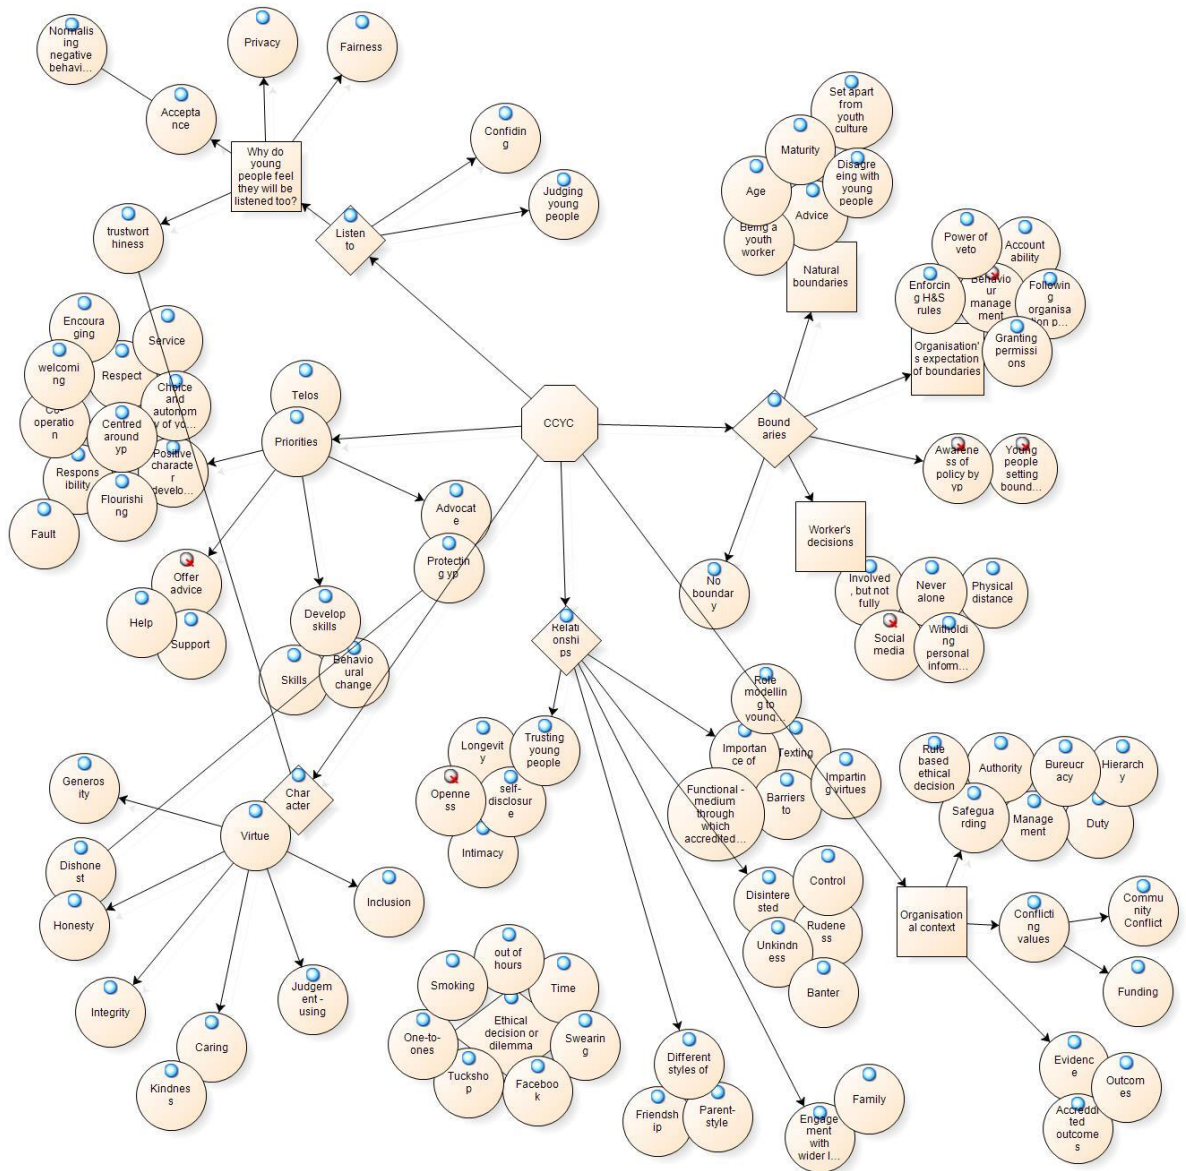 Normalis
ing
negative
behavi...
Privacy
Fairness
Accepta
nce
Why do
young
people feel
they will be
listened too?
trustwort
hiness
Listen
to
Confidin
g
Judging
young
people
Set apart
from
youth
culture
Maturity
Disagre
eing with
young
people
Age
Advice
Being a
youth
worker
Natural
boundaries
Power of
veto
Account
ability
Enforcin
g H&S
rules
Behavio
ur
manage
ment
Followin
g
organisa
tion p...
Granting
permissi
ons
Organisation'
s expectation
of boundaries
Encoura
ging
Service
welcomi
ng
Respect
Choice
and
autonom
y of yo...
Co-
operatio
n
Centred
around
yp
Respons
ibility
Positive
characte
r
develo...
Flourishi
ng
Fault
Telos
Priorities
CCYC
Bound
aries
Awarene
ss of
policy by
yp
Young
people
setting
bound...
Worker's
decisions
Advocat
e
Protectin
g yp
Offer
advice
Help
Support
Develop
skills
Skills
Behavio
ural
change
No
boundar
y
Involved
, but not
fully
Never
alone
Physical
distance
Social
media
Witholdi
ng
personal
inform...
Relati
onshi
ps
Role
modellin
g to
young...
Importan
ce of
Texting
Impartin
g virtues
Functional -
medium
through
which
accredited...
Barriers
to
Longevit
y
Trusting
young
people
Openne
ss
self-
disclosur
e
Intimacy
Generos
ity
Char
acter
Virtue
Dishone
st
Honesty
Inclusion
Integrity
Judgem
ent -
using
Caring
Kindnes
s
Rule
based
ethical
decision
Authority
Bureucr
acy
Hierarch
y
Safegua
rding
Manage
ment
Duty
Disintere
sted
Control
Rudene
ss
Unkindn
ess
Banter
Organisation
al context
Conflicti
ng
values
Commu
nity
Conflict
Funding
out of
hours
Smoking
Time
One-to-
ones
Ethical
decision or
dilemma
Swearin
g
Tucksho
p
Faceboo
k
Different
styles of
Friendsh
ip
Parent-
style
Family
Engage
ment
with
wider l...
Evidenc
e
Outcom
es
Accredi
ted
outcome
s